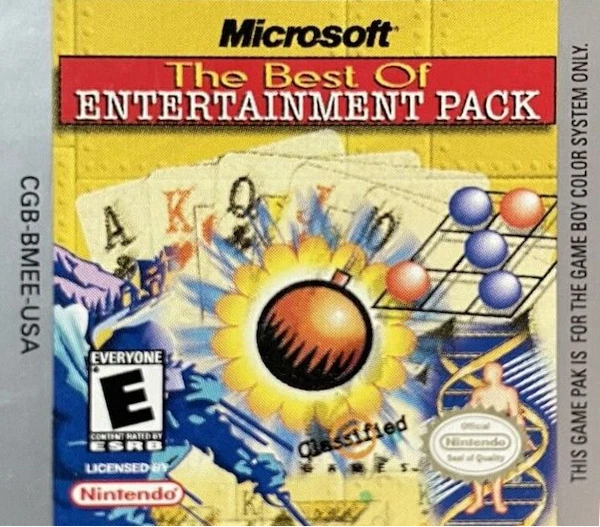 Microsoft
The Best Of
ENTERTAINMENT PACK
CGB-BMEE-USA
THIS GAME PAK IS FOR THE GAME BOY COLOR SYSTEM ONLY.
A
K
Q
J
10
EVERYONE
E
CONTENT RATED BY
ESRB
LICENSED BY
Nintendo
Classified
GAMES
Official
Nintendo
Seal of Quality
K